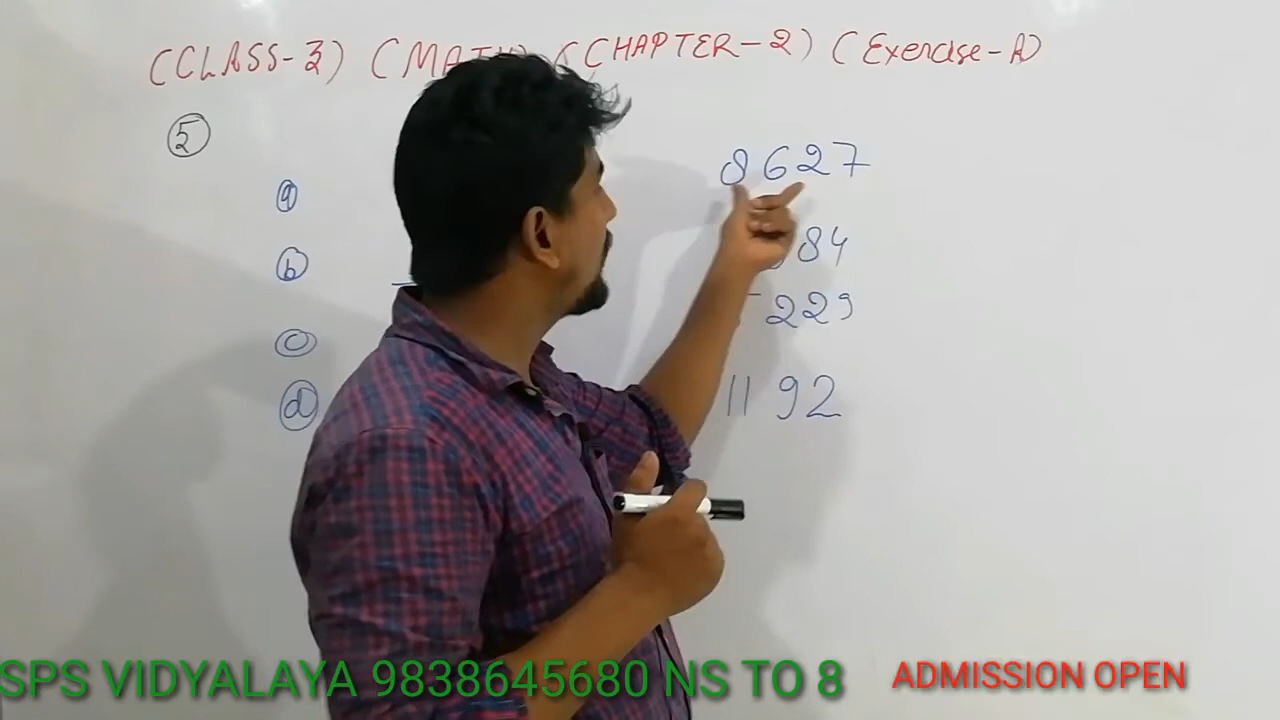 (CLASS-3) (MATH) (CHAPTER-2) (Exercise-A)
5
a 8627
b 84
229
c
d 1192
SPS VIDYALAYA 9838645680 NS TO 8 ADMISSION OPEN